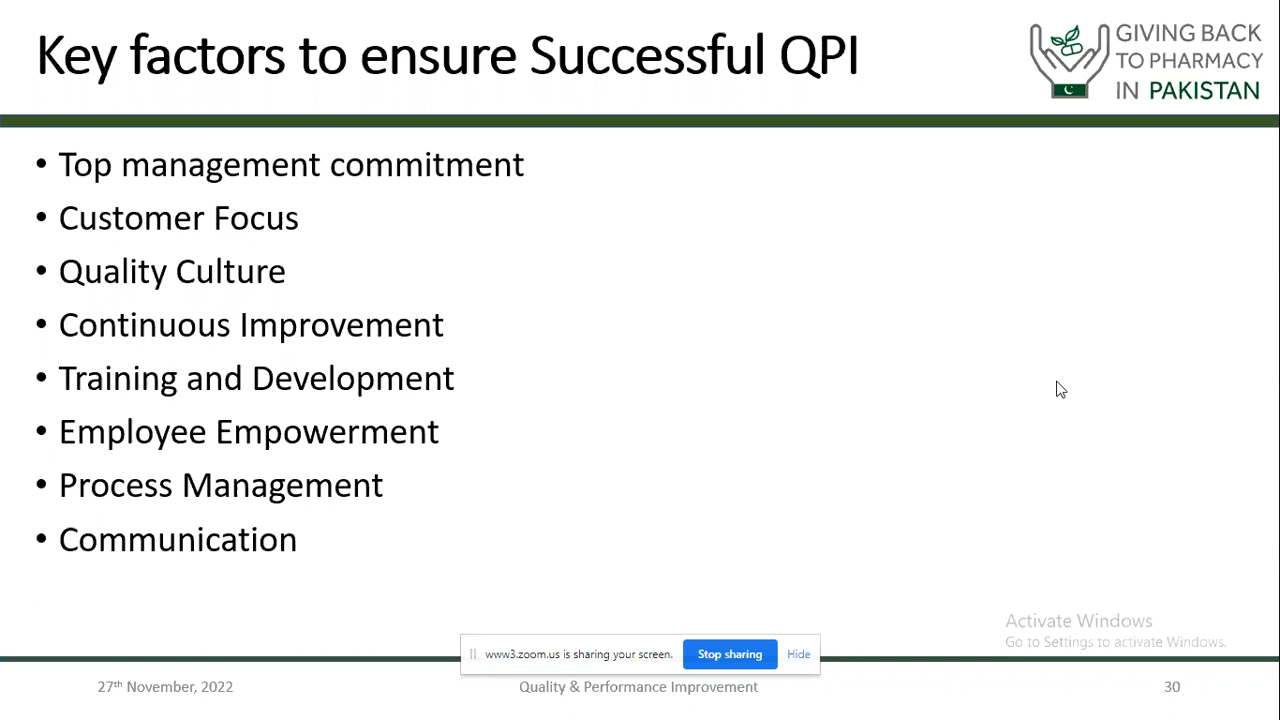 Key factors to ensure Successful QPI
GIVING BACK
TO PHARMACY
IN PAKISTAN
• Top management commitment
• Customer Focus
• Quality Culture
• Continuous Improvement
• Training and Development
• Employee Empowerment
• Process Management
• Communication
Activate Windows
Go to Settings to activate Windows.
www3.zoom.us is sharing your screen.
Stop sharing
Hide
27th November, 2022
Quality & Performance Improvement
30